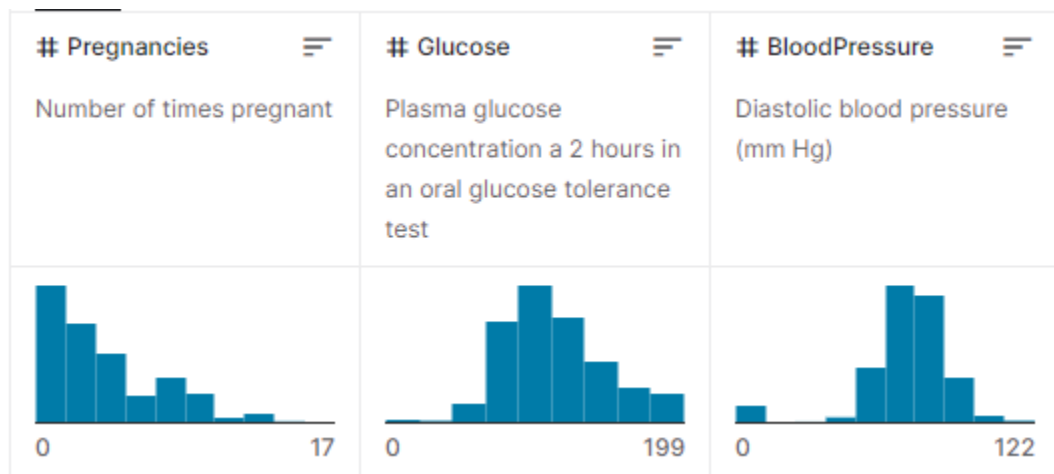 # Pregnancies
Number of times pregnant
0 17
# Glucose
Plasma glucose
concentration a 2 hours in
an oral glucose tolerance
test
0 199
# BloodPressure
Diastolic blood pressure
(mm Hg)
0 122